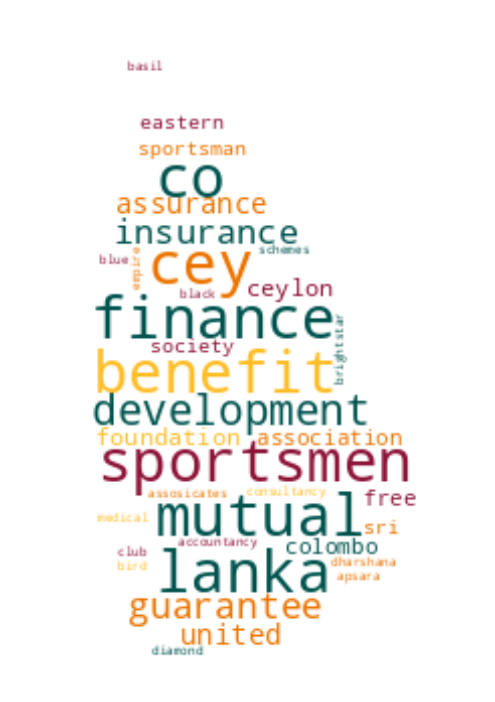 basil
eastern
sportsman
co
assurance
insurance
schemes
blue
empire
cey
black
ceylon
finance
brightstar
society
benefit
development
foundation association
sportsmen
assosicates consultancy
mutual
free
medical
sri
accountancy
colombo
club
lanka
dharshana
bird
apsara
guarantee
united
diamond